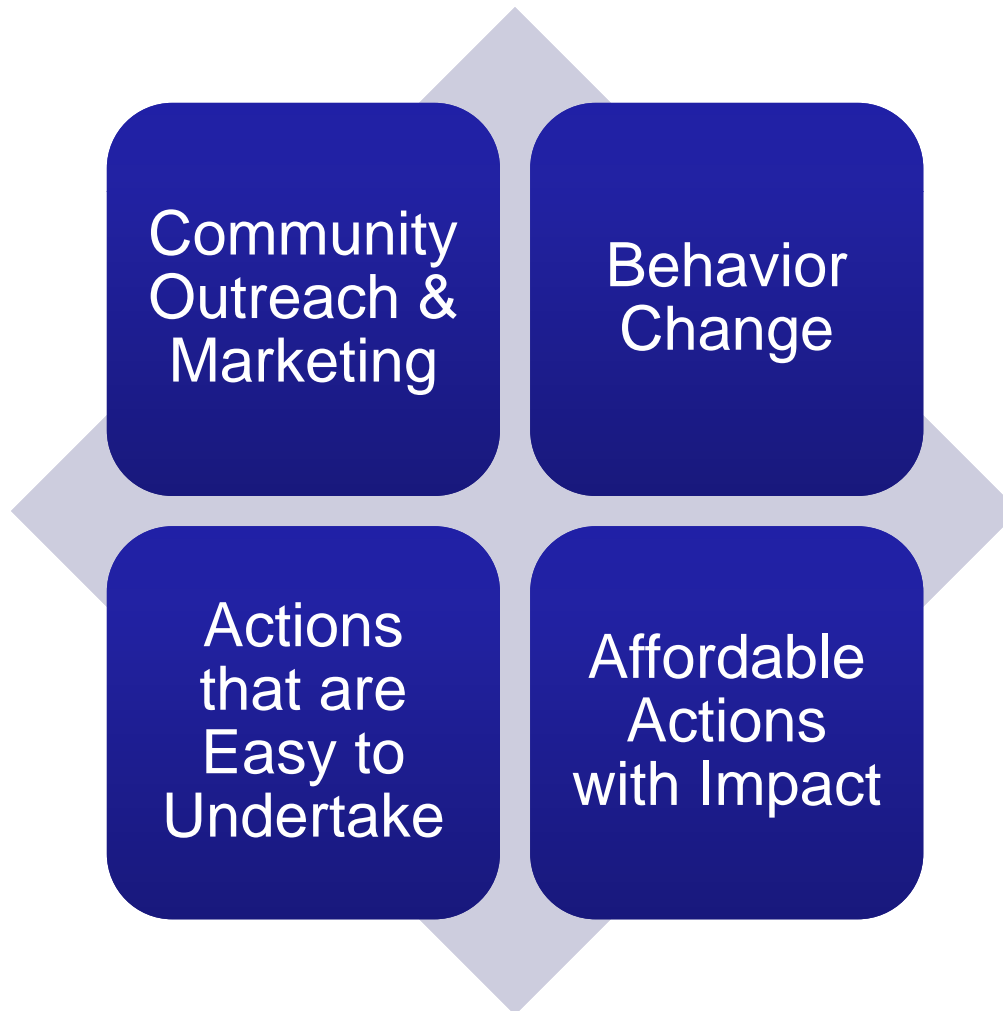 Community
Outreach &
Marketing
Behavior
Change
Actions
that are
Easy to
Undertake
Affordable
Actions
with Impact